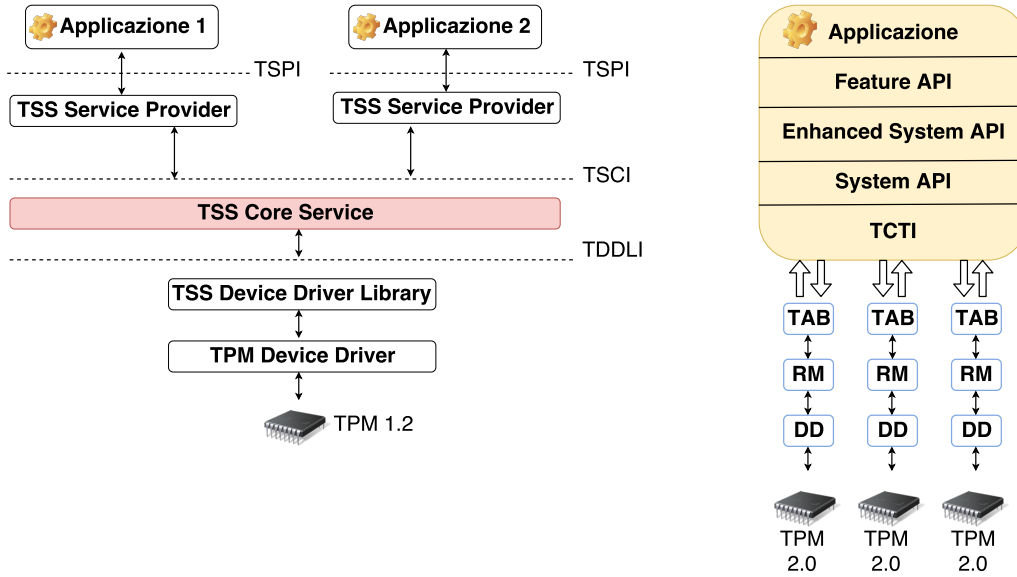 Applicazione 1
Applicazione 2
TSPI
TSPI
TSS Service Provider
TSS Service Provider
TSCI
TSS Core Service
TDDLI
TSS Device Driver Library
TPM Device Driver
TPM 1.2
Applicazione
Feature API
Enhanced System API
System API
TCTI
TAB
TAB
TAB
RM
RM
RM
DD
DD
DD
TPM
2.0
TPM
2.0
TPM
2.0